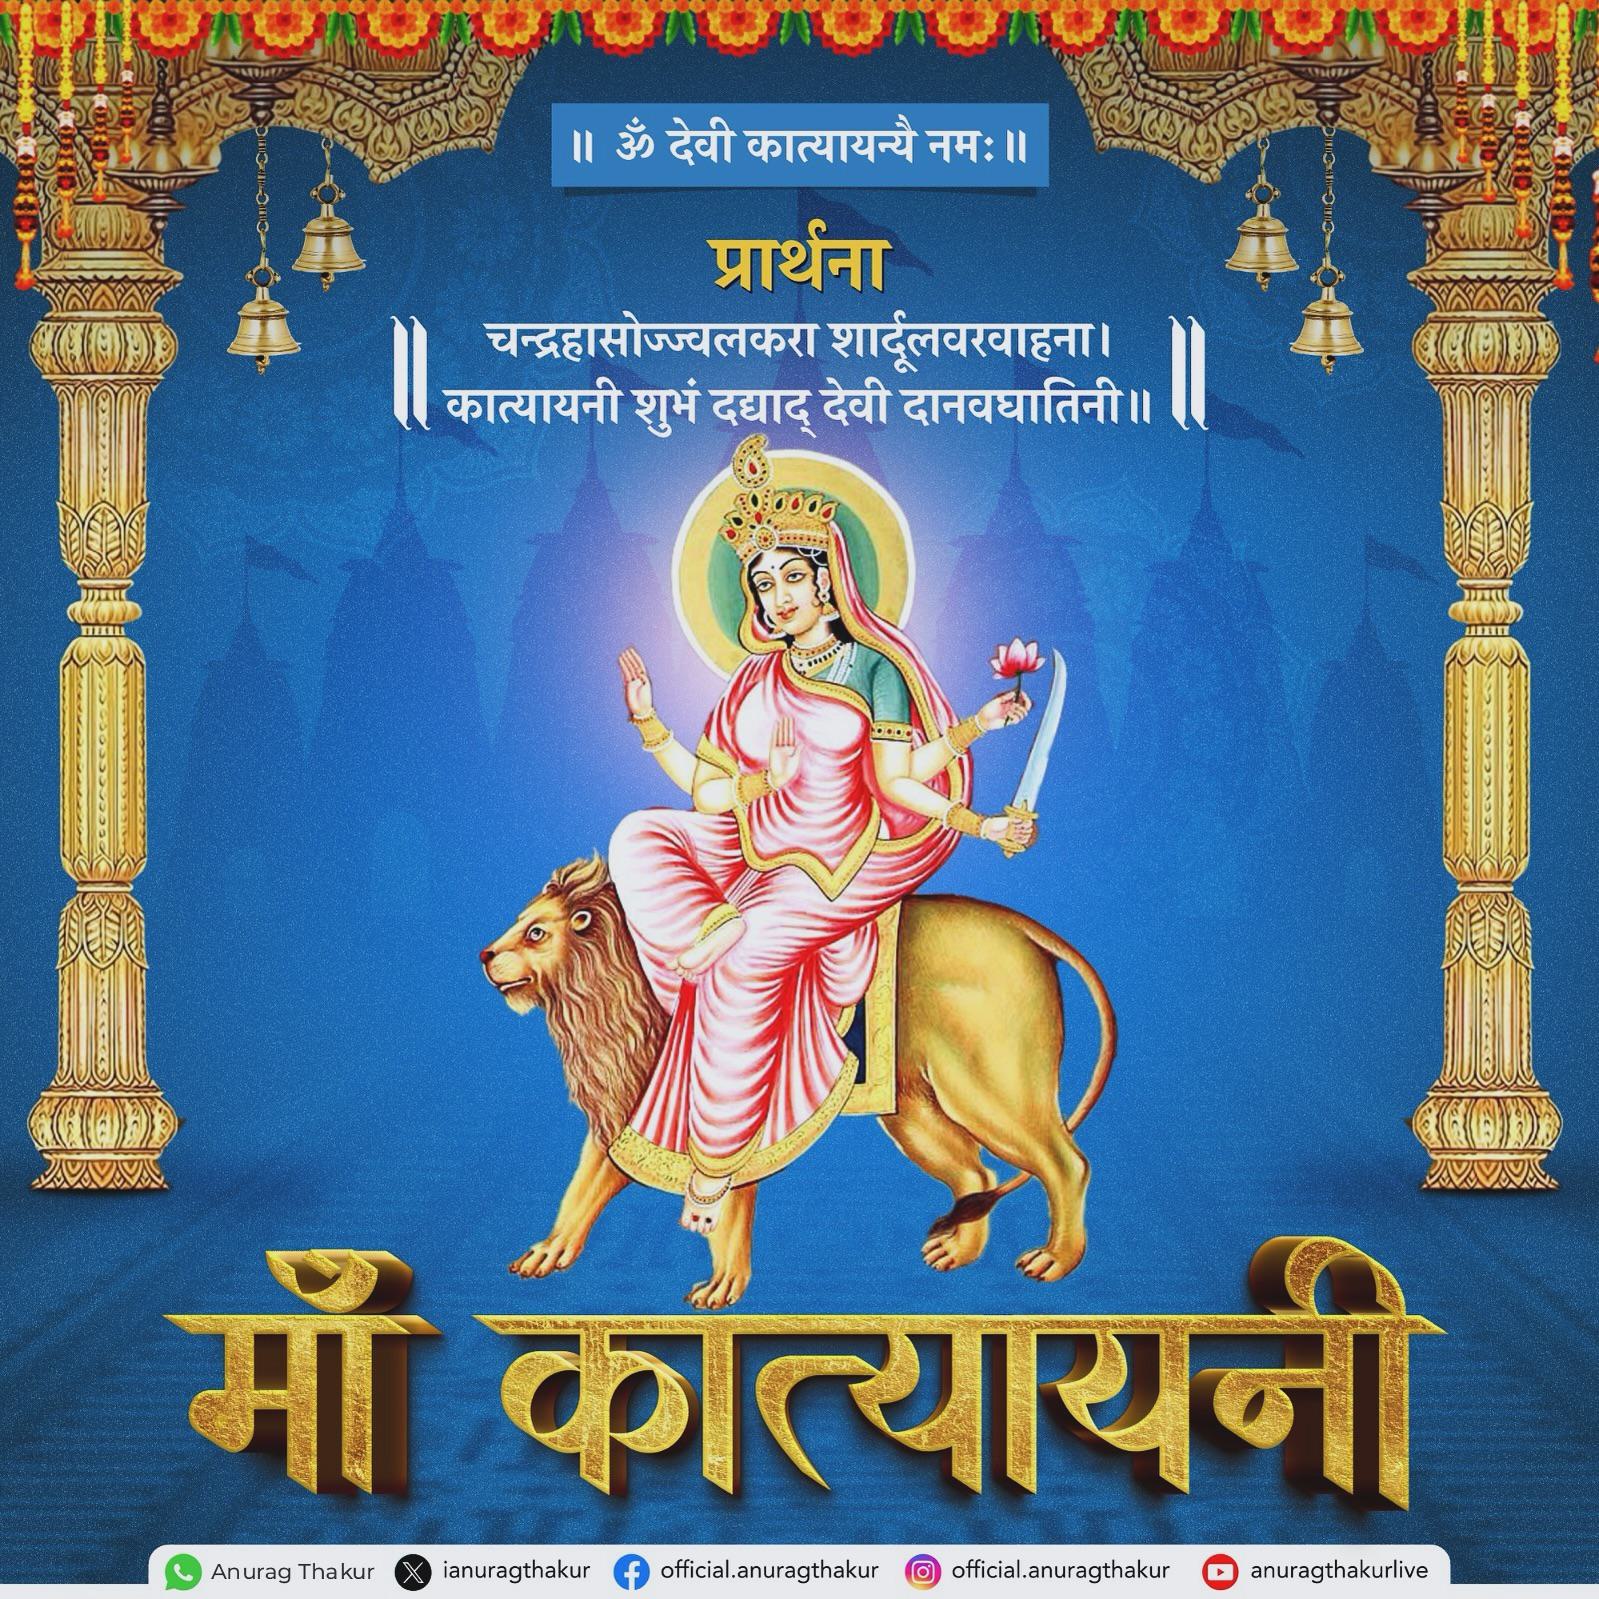 ॥ ॐ देवी कात्यायन्यै नमः॥
प्रार्थना
॥ चन्द्रहासोज्ज्वलकरा शार्दूलवरवाहना।
कात्यायनी शुभं दद्याद् देवी दानवघातिनी॥ ॥
माँ कात्यायनी
Anurag Thakur ianuragthakur official.anuragthakur official.anuragthakur anuragthakurlive